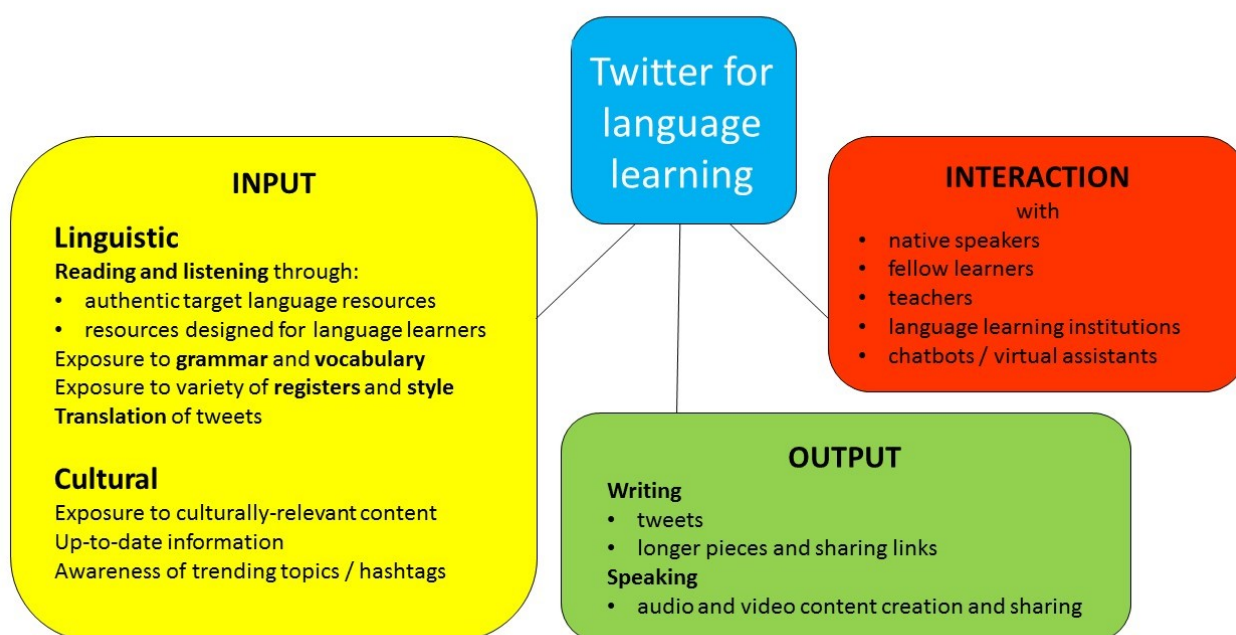 Twitter for
language
learning
INPUT
Linguistic
Reading and listening through:
• authentic target language resources
• resources designed for language learners
Exposure to grammar and vocabulary
Exposure to variety of registers and style
Translation of tweets
Cultural
Exposure to culturally-relevant content
Up-to-date information
Awareness of trending topics / hashtags
INTERACTION
with
• native speakers
• fellow learners
• teachers
• language learning institutions
• chatbots / virtual assistants
OUTPUT
Writing
• tweets
• longer pieces and sharing links
Speaking
• audio and video content creation and sharing